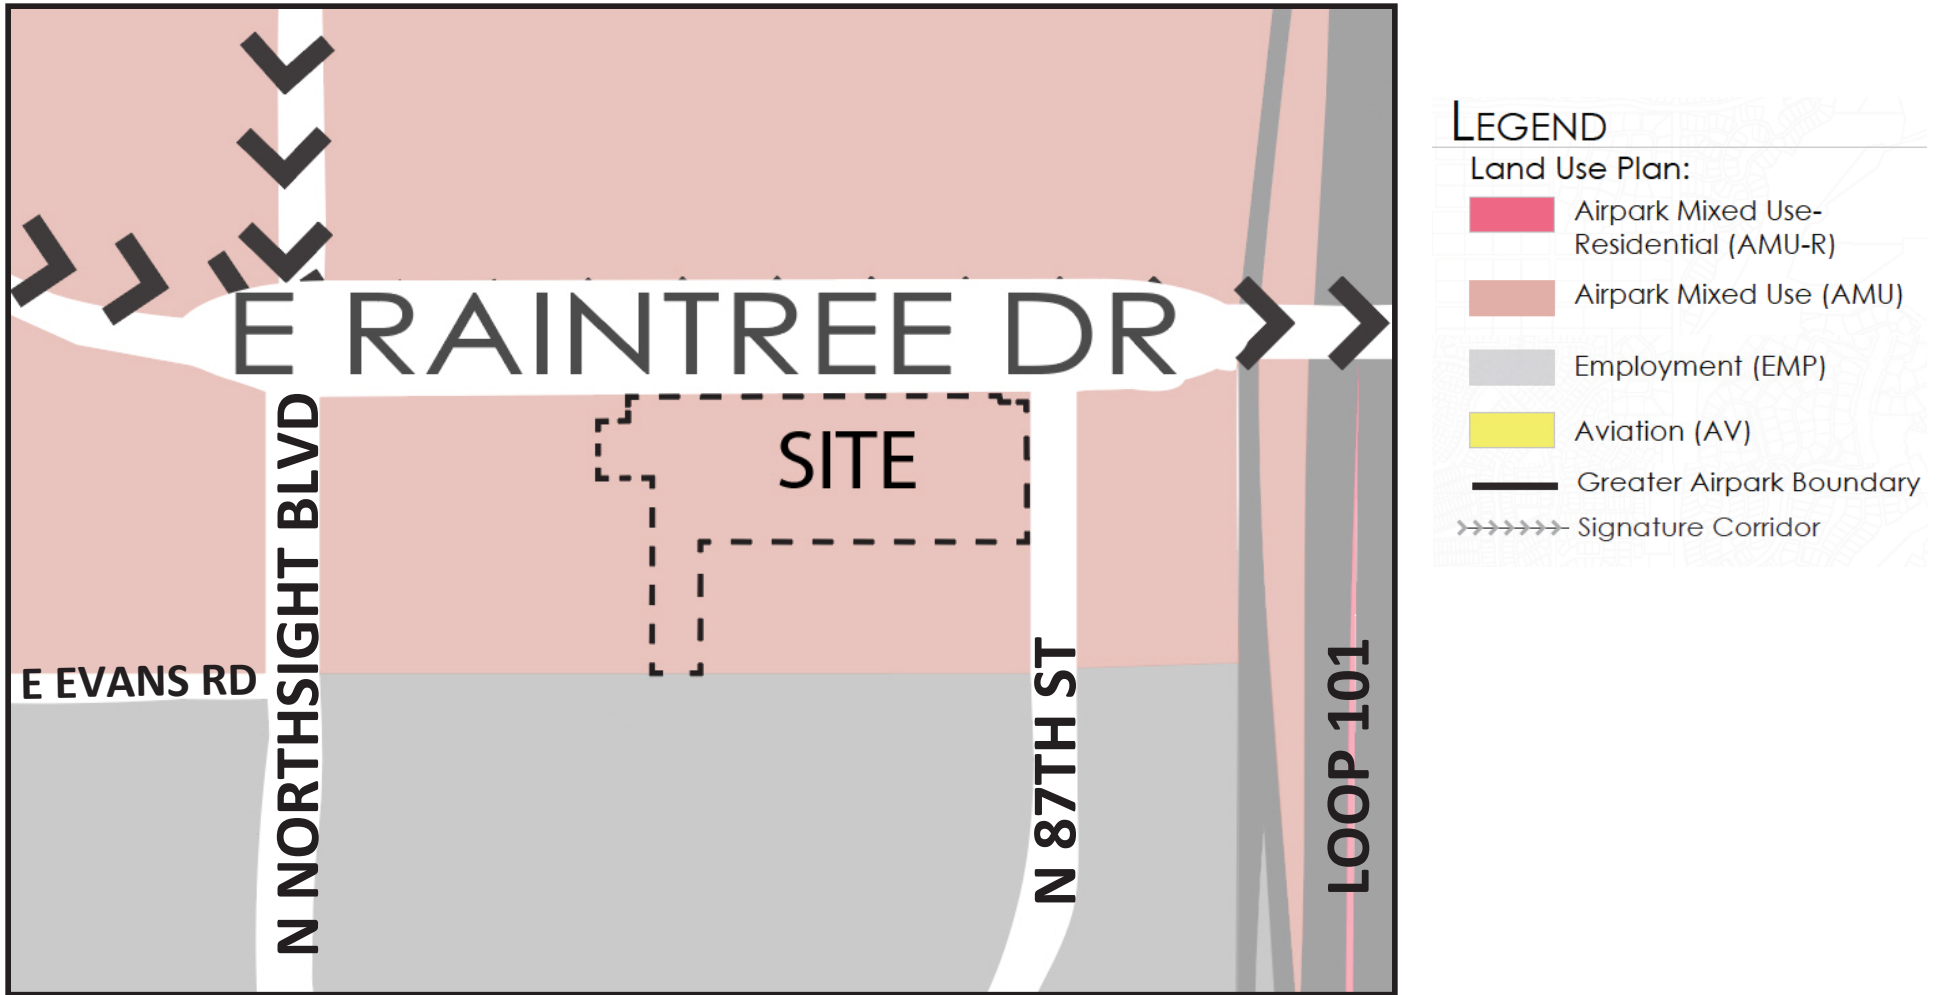 E RAINTREE DR
SITE
N NORTHSIGHT BLVD
E EVANS RD
N 87TH ST
LOOP 101
LEGEND
Land Use Plan:
Airpark Mixed Use-
Residential (AMU-R)
Airpark Mixed Use (AMU)
Employment (EMP)
Aviation (AV)
Greater Airpark Boundary
Signature Corridor